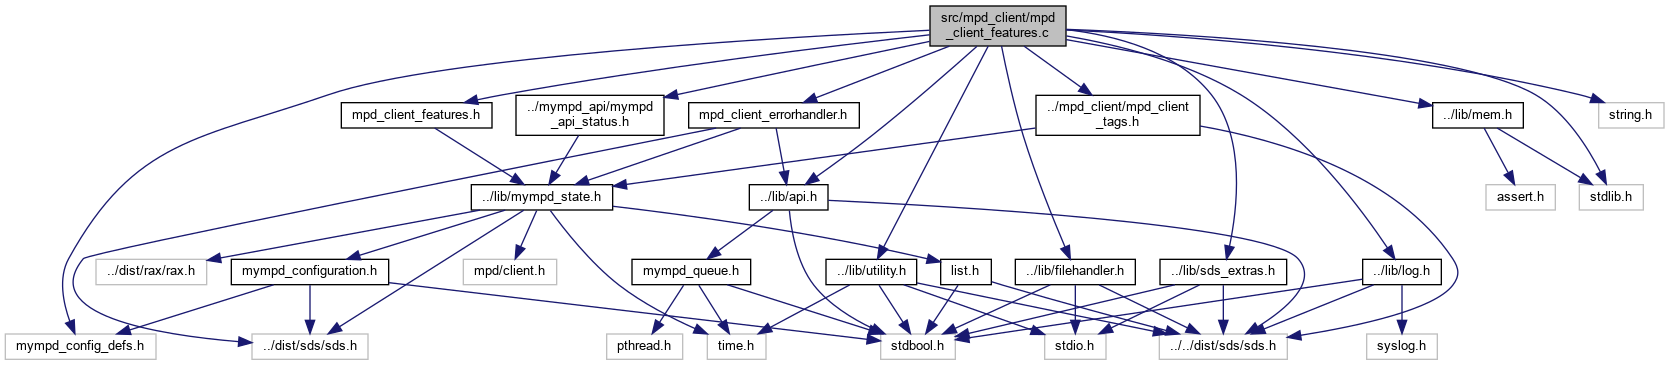 src/mpd_client/mpd
_client_features.c
mpd_client_features.h
../mympd_api/mympd
_api_status.h
mpd_client_errorhandler.h
../mpd_client/mpd_client
_tags.h
../lib/mem.h
string.h
../lib/mympd_state.h
../lib/api.h
assert.h
stdlib.h
../dist/rax/rax.h
mympd_configuration.h
mpd/client.h
mympd_queue.h
../lib/utility.h
list.h
../lib/filehandler.h
../lib/sds_extras.h
../lib/log.h
mympd_config_defs.h
../dist/sds/sds.h
pthread.h
time.h
stdbool.h
stdio.h
../../dist/sds/sds.h
syslog.h